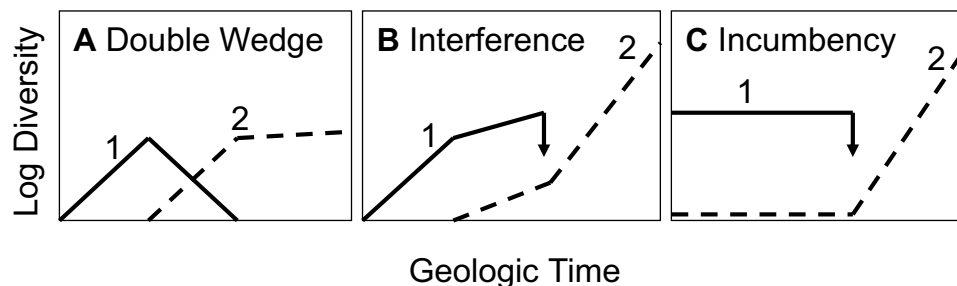 A Double Wedge
B Interference
C Incumbency
Log Diversity
1
2
1
2
1
2
Geologic Time